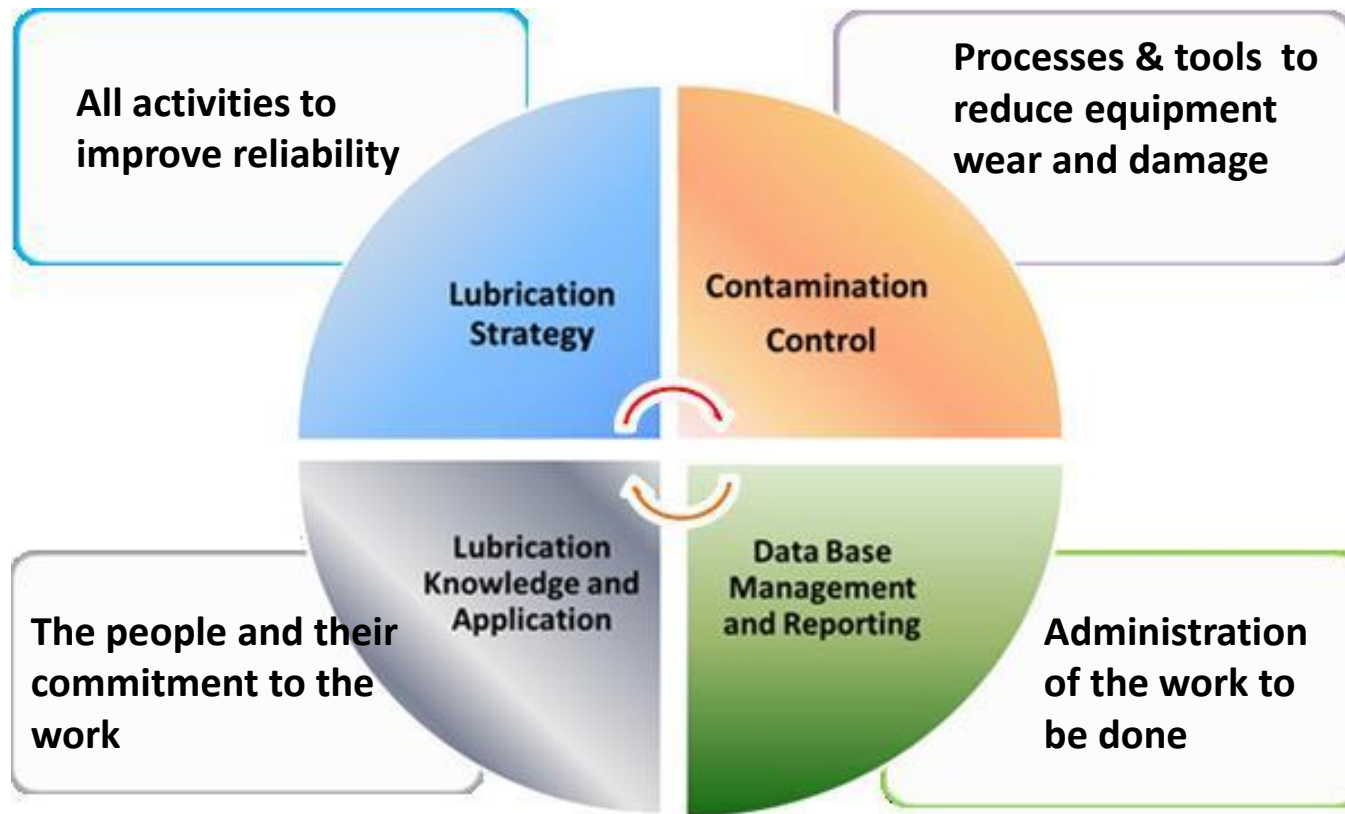 All activities to
improve reliability
Processes & tools to
reduce equipment
wear and damage
Lubrication
Strategy
Contamination
Control
Lubrication
Knowledge and
Application
Data Base
Management
and Reporting
The people and their
commitment to the
work
Administration
of the work to
be done